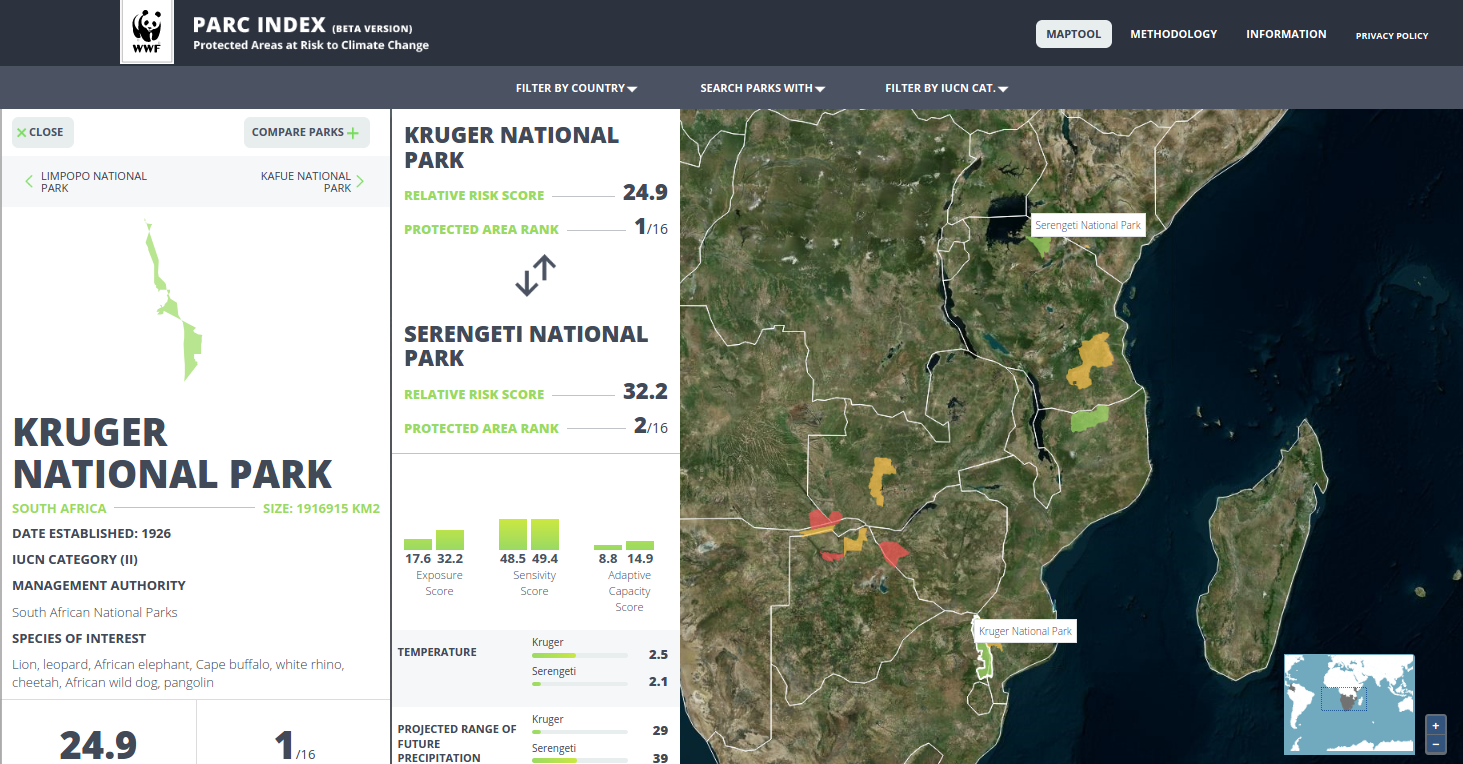 WWF
PARC INDEX (BETA VERSION)
Protected Areas at Risk to Climate Change
MAPTOOL
METHODOLOGY
INFORMATION
PRIVACY POLICY
FILTER BY COUNTRY
SEARCH PARKS WITH
FILTER BY IUCN CAT.
CLOSE
COMPARE PARKS
LIMPOPO NATIONAL
PARK
KAFUE NATIONAL
PARK
KRUGER
NATIONAL PARK
SOUTH AFRICA
SIZE: 1916915 KM2
DATE ESTABLISHED: 1926
IUCN CATEGORY (II)
MANAGEMENT AUTHORITY
South African National Parks
SPECIES OF INTEREST
Lion, leopard, African elephant, Cape buffalo, white rhino,
cheetah, African wild dog, pangolin
24.9
1/16
KRUGER NATIONAL
PARK
RELATIVE RISK SCORE 24.9
PROTECTED AREA RANK 1/16
SERENGETI NATIONAL
PARK
RELATIVE RISK SCORE 32.2
PROTECTED AREA RANK 2/16
17.6 32.2
Exposure
Score
48.5 49.4
Sensivity
Score
8.8 14.9
Adaptive
Capacity
Score
TEMPERATURE
Kruger
2.5
Serengeti
2.1
PROJECTED RANGE OF
FUTURE
PRECIPITATION
Kruger
29
Serengeti
39
Serengeti National Park
Kruger National Park
+
−